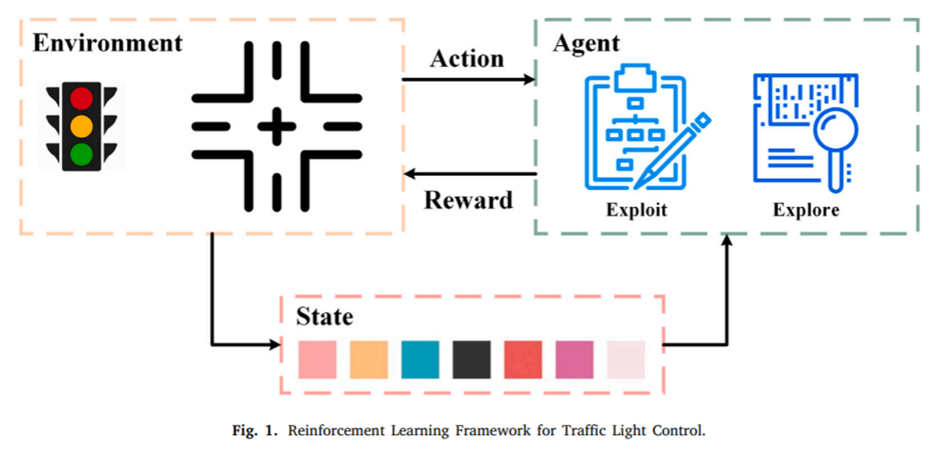 Environment
Action
Agent
Reward
Exploit
Explore
State
Fig. 1. Reinforcement Learning Framework for Traffic Light Control.